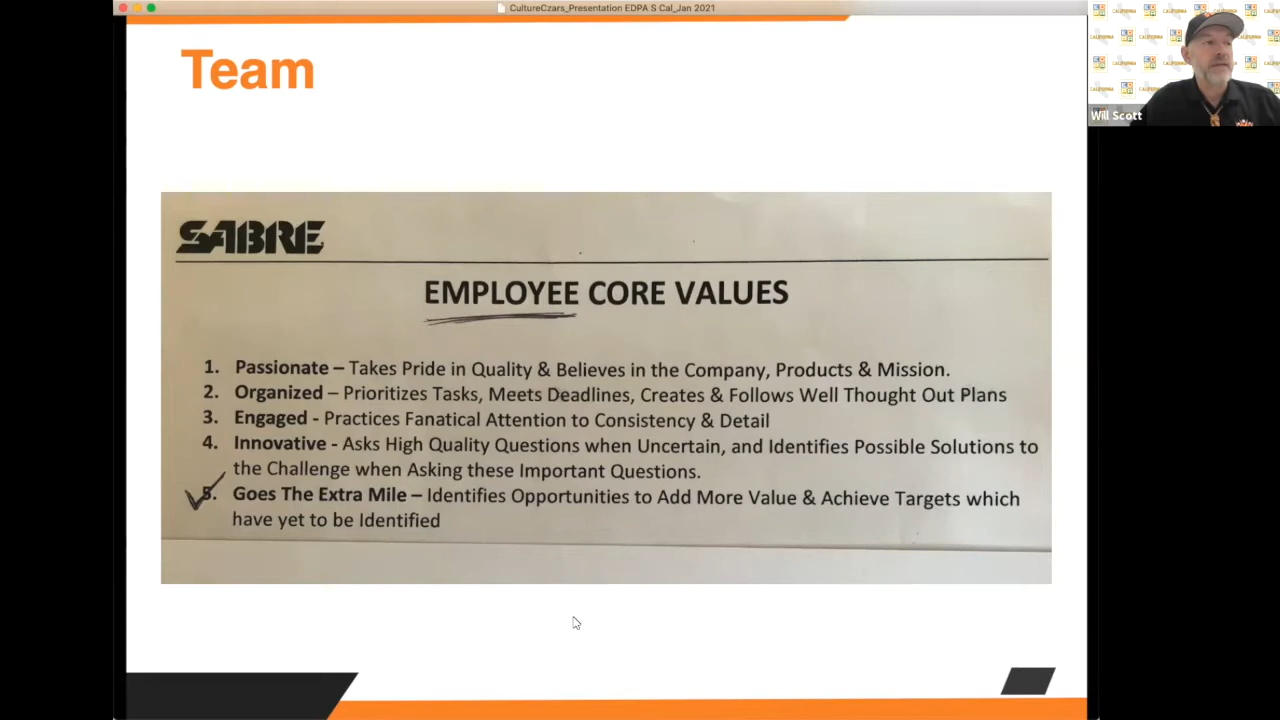 CultureCzars_Presentation EDPA S Cal_Jan 2021
Team
Will Scott
SABRE
EMPLOYEE CORE VALUES
1. Passionate – Takes Pride in Quality & Believes in the Company, Products & Mission.
2. Organized – Prioritizes Tasks, Meets Deadlines, Creates & Follows Well Thought Out Plans
3. Engaged - Practices Fanatical Attention to Consistency & Detail
4. Innovative - Asks High Quality Questions when Uncertain, and Identifies Possible Solutions to
the Challenge when Asking these Important Questions.
5. Goes The Extra Mile – Identifies Opportunities to Add More Value & Achieve Targets which
have yet to be Identified